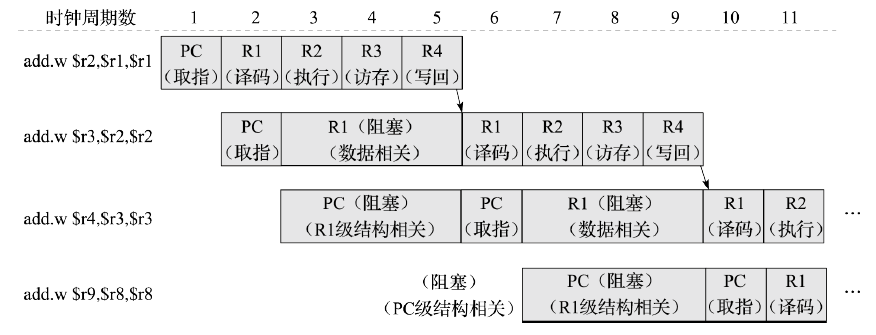 时钟周期数 1 2 3 4 5 6 7 8 9 10 11
add.w $r2,$r1,$r1
PC R1 R2 R3 R4
(取指) (译码) (执行) (访存) (写回)
add.w $r3,$r2,$r2
PC R1（阻塞） R1 R2 R3 R4
(取指) (数据相关) (译码) (执行) (访存) (写回)
add.w $r4,$r3,$r3
PC（阻塞） PC R1（阻塞） R1 R2
(R1级结构相关) (取指) (数据相关) (译码) (执行) …
add.w $r9,$r8,$r8
(阻塞) PC（阻塞） PC R1
(PC级结构相关) (R1级结构相关) (取指) (译码) …